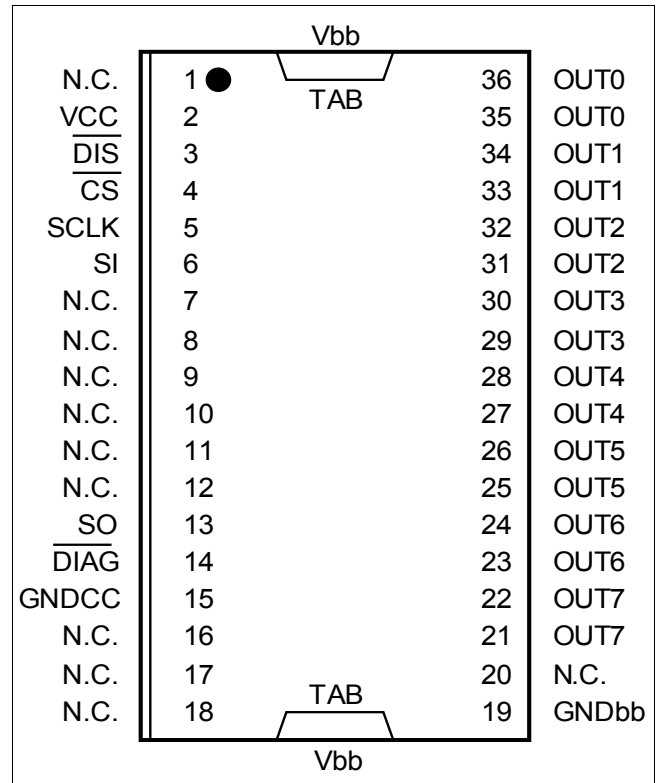 Vbb
N.C. 1 TAB 36 OUT0
VCC 2 35 OUT0
DIS 3 34 OUT1
CS 4 33 OUT1
SCLK 5 32 OUT2
SI 6 31 OUT2
N.C. 7 30 OUT3
N.C. 8 29 OUT3
N.C. 9 28 OUT4
N.C. 10 27 OUT4
N.C. 11 26 OUT5
N.C. 12 25 OUT5
SO 13 24 OUT6
DIAG 14 23 OUT6
GNDCC 15 22 OUT7
N.C. 16 21 OUT7
N.C. 17 20 N.C.
N.C. 18 TAB 19 GNDbb
Vbb